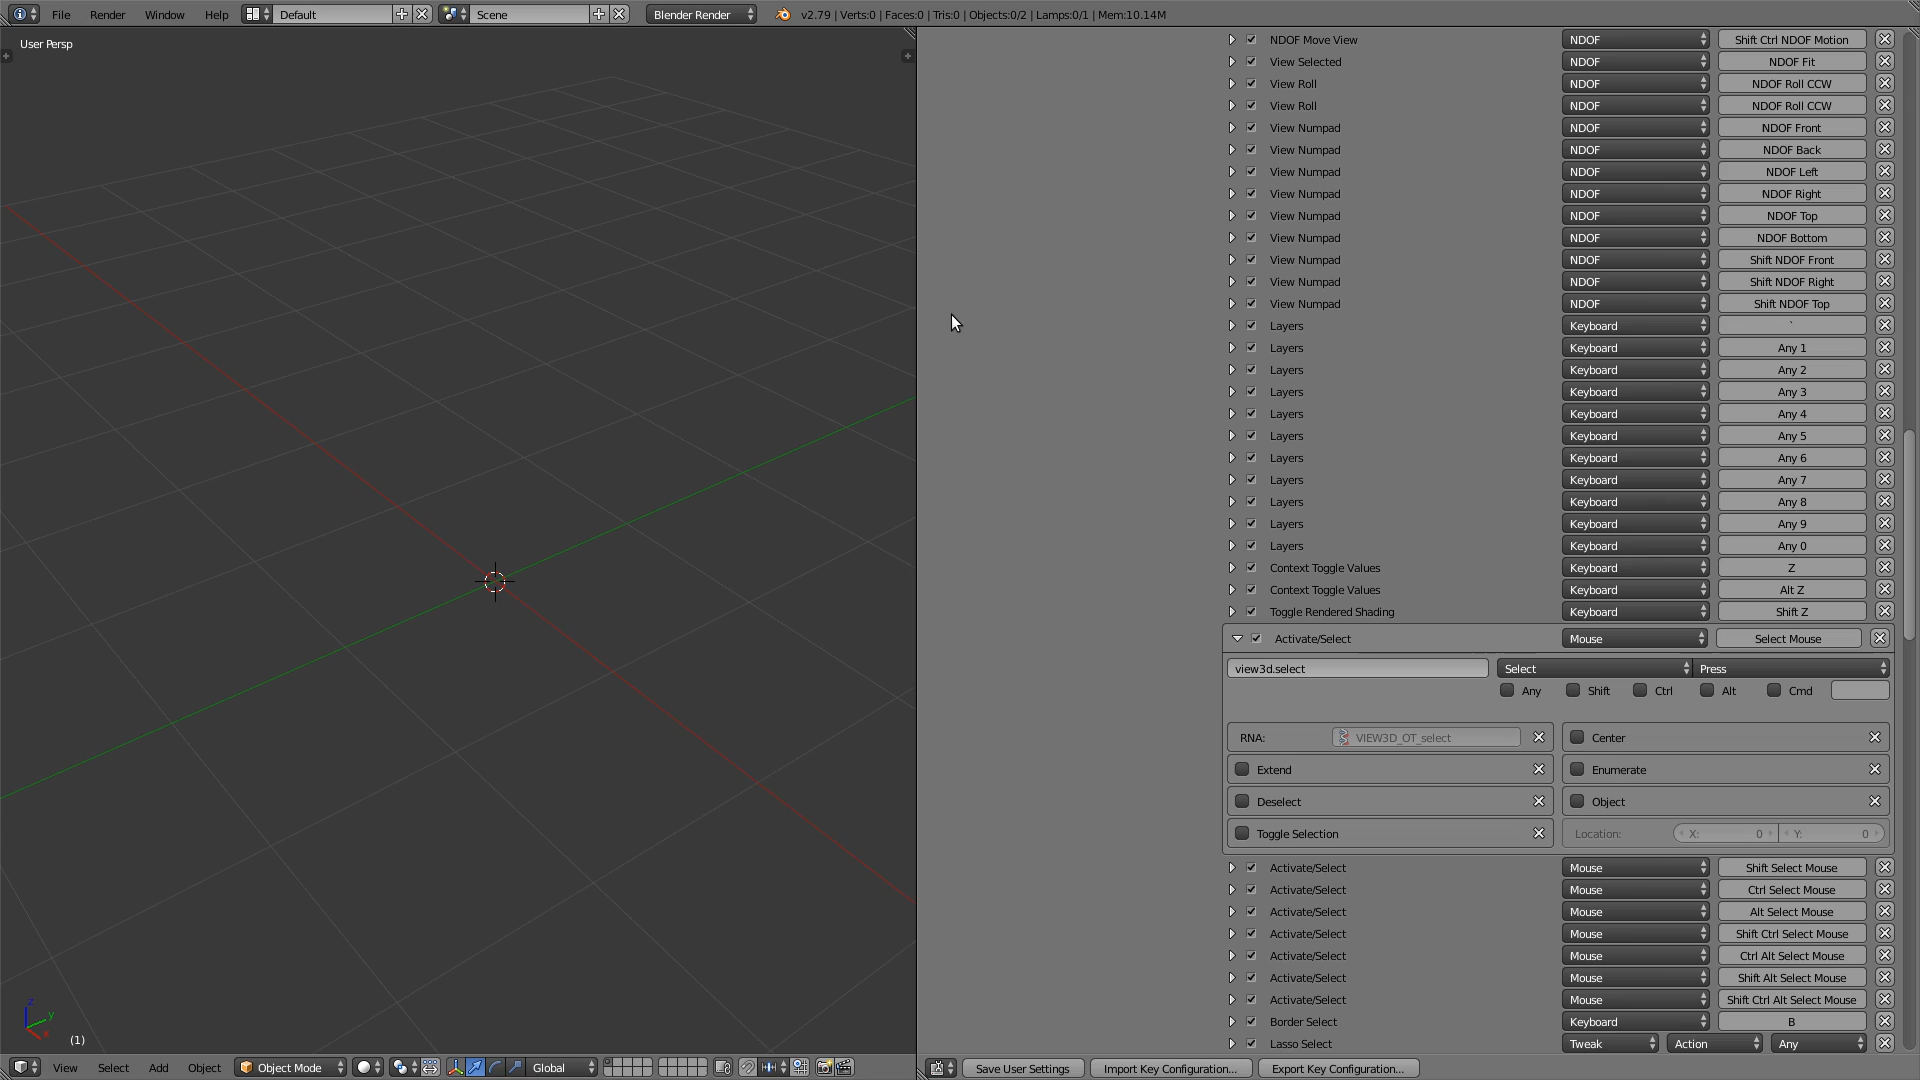 File Render Window Help Default Scene Blender Render v2.79 | Verts:0 | Faces:0 | Tris:0 | Objects:0/2 | Lamps:0/1 | Mem:10.14M
User Persp
NDOF Move View NDOF Shift Ctrl NDOF Motion
View Selected NDOF NDOF Fit
View Roll NDOF NDOF Roll CCW
View Roll NDOF NDOF Roll CCW
View Numpad NDOF NDOF Front
View Numpad NDOF NDOF Back
View Numpad NDOF NDOF Left
View Numpad NDOF NDOF Right
View Numpad NDOF NDOF Top
View Numpad NDOF NDOF Bottom
View Numpad NDOF Shift NDOF Front
View Numpad NDOF Shift NDOF Right
View Numpad NDOF Shift NDOF Top
Layers Keyboard `
Layers Keyboard Any 1
Layers Keyboard Any 2
Layers Keyboard Any 3
Layers Keyboard Any 4
Layers Keyboard Any 5
Layers Keyboard Any 6
Layers Keyboard Any 7
Layers Keyboard Any 8
Layers Keyboard Any 9
Layers Keyboard Any 0
Context Toggle Values Keyboard Z
Context Toggle Values Keyboard Alt Z
Toggle Rendered Shading Keyboard Shift Z
Activate/Select Mouse Select Mouse
view3d.select Select Press
Any Shift Ctrl Alt Cmd
RNA: VIEW3D_OT_select Center
Extend Enumerate
Deselect Object
Toggle Selection Location: X: 0 Y: 0
Activate/Select Mouse Shift Select Mouse
Activate/Select Mouse Ctrl Select Mouse
Activate/Select Mouse Alt Select Mouse
Activate/Select Mouse Shift Ctrl Select Mouse
Activate/Select Mouse Ctrl Alt Select Mouse
Activate/Select Mouse Shift Alt Select Mouse
Activate/Select Mouse Shift Ctrl Alt Select Mouse
Border Select Keyboard B
Lasso Select Tweak Action Any
z y x
(1)
View Select Add Object Object Mode Global
Save User Settings Import Key Configuration... Export Key Configuration...